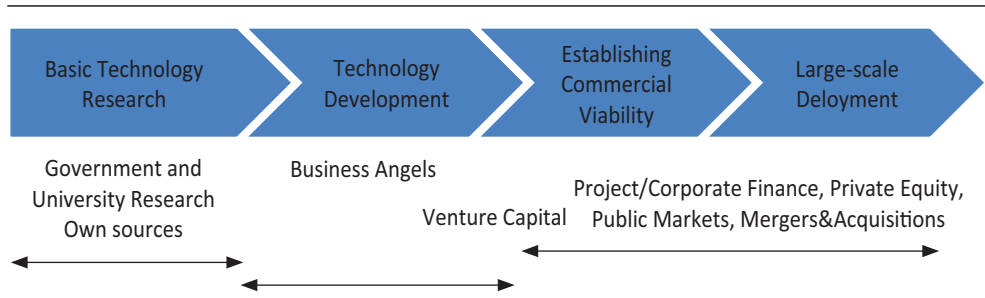 Basic Technology
Research
Technology
Development
Establishing
Commercial
Viability
Large-scale
Deloyment
Government and
University Research
Own sources
Business Angels
Venture Capital
Project/Corporate Finance, Private Equity,
Public Markets, Mergers&Acquisitions